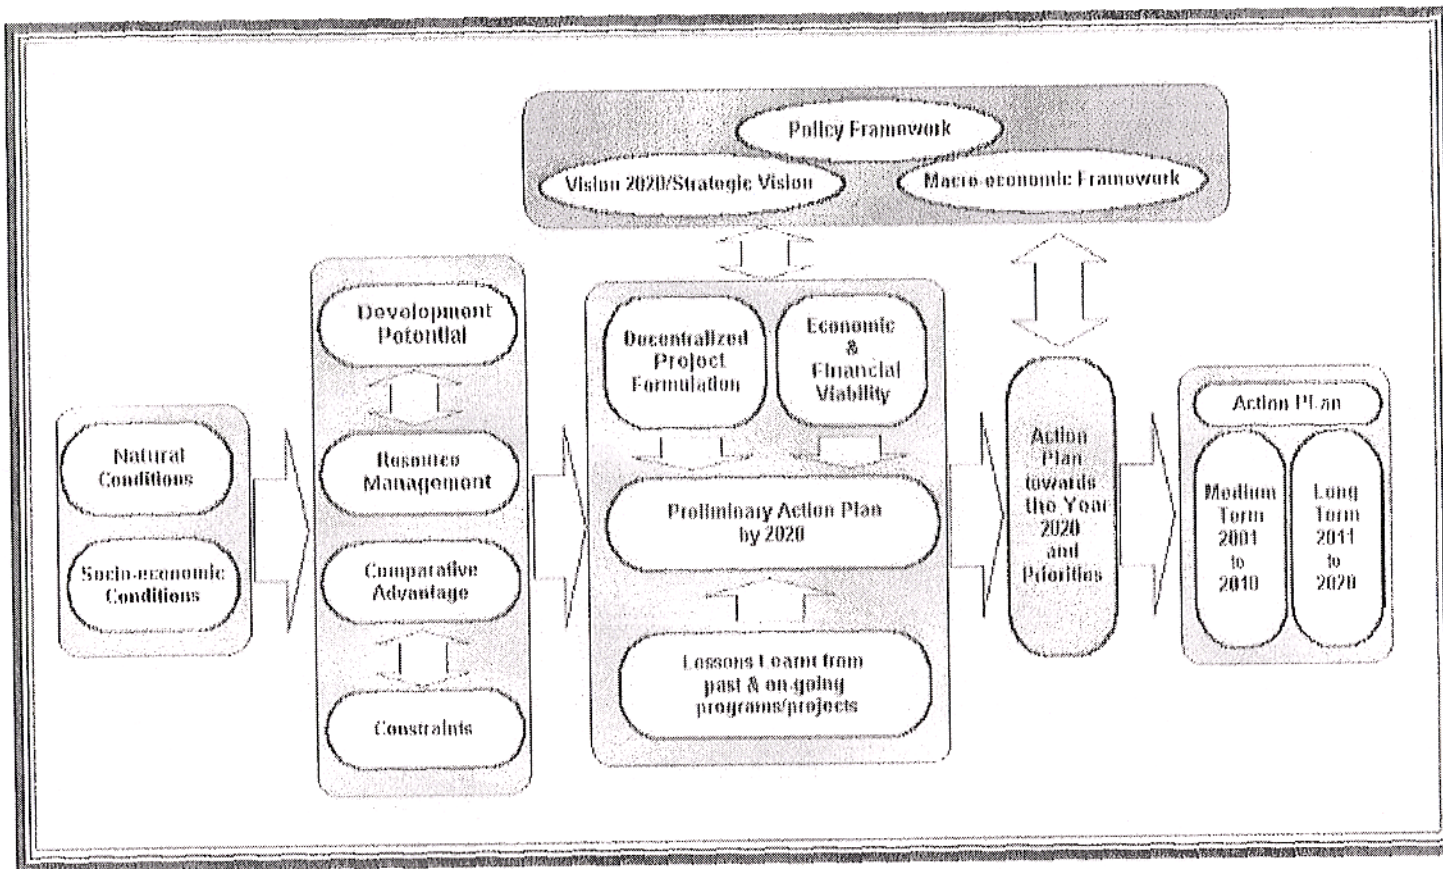 Policy Framework
Vision 2020/Strategic Vision
Macro-economic Framework
Development
Potential
Resource
Management
Comparative
Advantage
Constraints
Natural
Conditions
Socio-economic
Conditions
Decentralized
Project
Formulation
Economic
&
Financial
Viability
Preliminary Action Plan
by 2020
Lessons Learnt from
past & on-going
programs/projects
Action
Plan
towards
the Year
2020
and
Priorities
Action Plan
Medium
Term
2001
to
2010
Long
Term
2011
to
2020